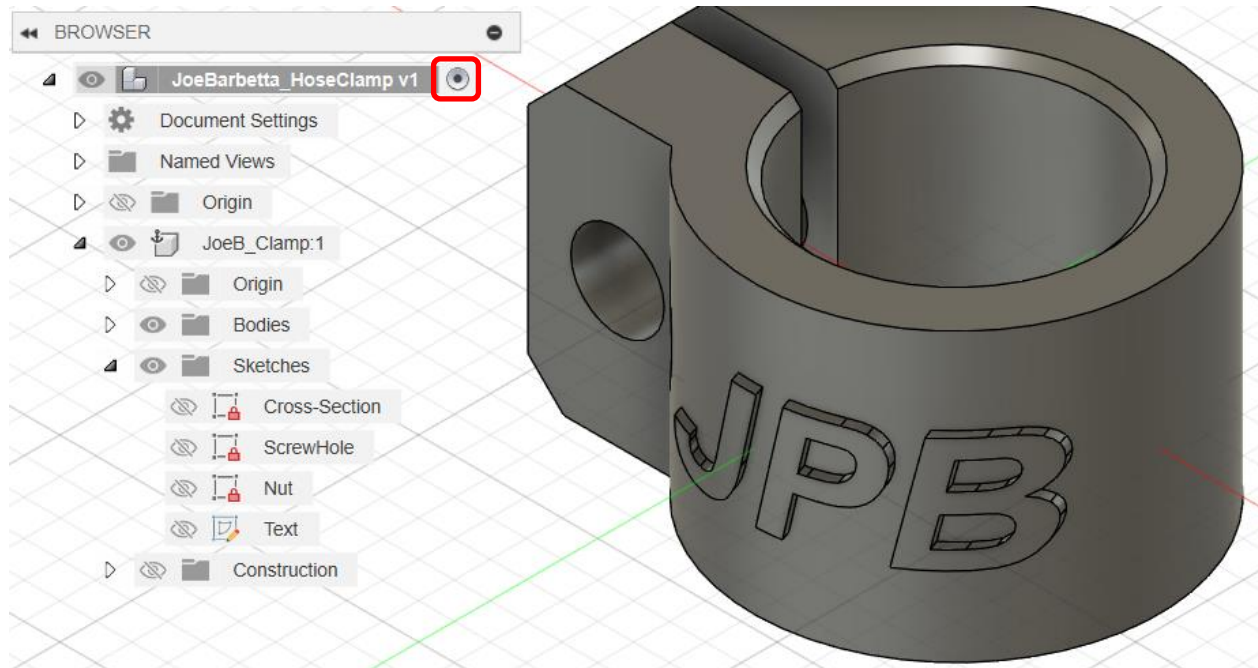 BROWSER
JoeBarbetta_HoseClamp v1
Document Settings
Named Views
Origin
JoeB_Clamp:1
Origin
Bodies
Sketches
Cross-Section
ScrewHole
Nut
Text
Construction
JPB